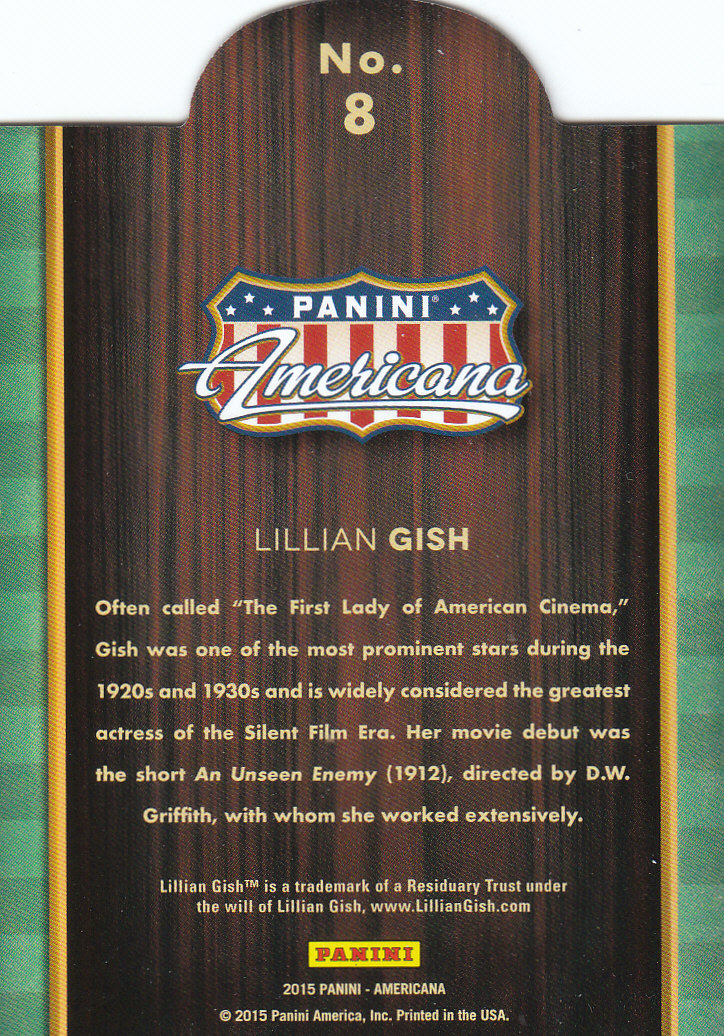 No.
8
PANINI®
Americana
LILLIAN GISH
Often called “The First Lady of American Cinema,”
Gish was one of the most prominent stars during the
1920s and 1930s and is widely considered the greatest
actress of the Silent Film Era. Her movie debut was
the short An Unseen Enemy (1912), directed by D.W.
Griffith, with whom she worked extensively.
Lillian Gish™ is a trademark of a Residuary Trust under
the will of Lillian Gish, www.LillianGish.com
PANINI
2015 PANINI - AMERICANA
© 2015 Panini America, Inc. Printed in the USA.